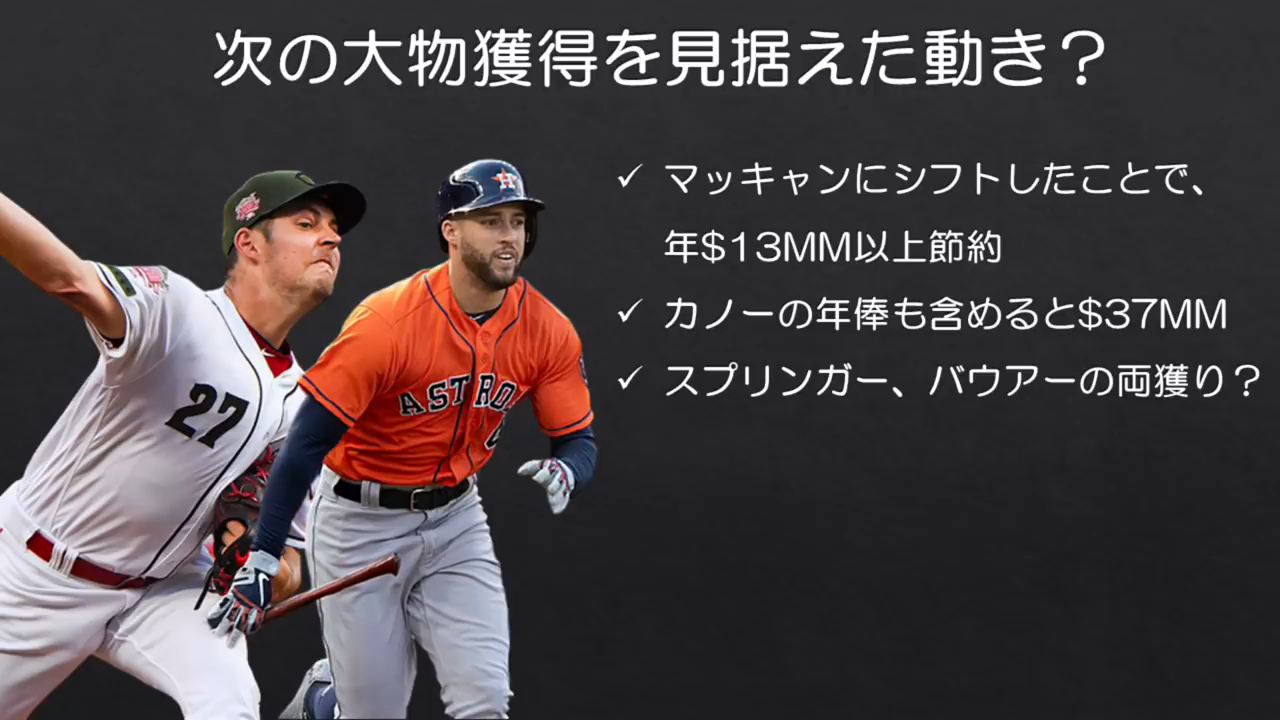 次の大物獲得を見据えた動き？
✓ マッキャンにシフトしたことで、
年$13MM以上節約
✓ カノーの年俸も含めると$37MM
✓ スプリンガー、バウアーの両獲り？
27
H
ASTRO